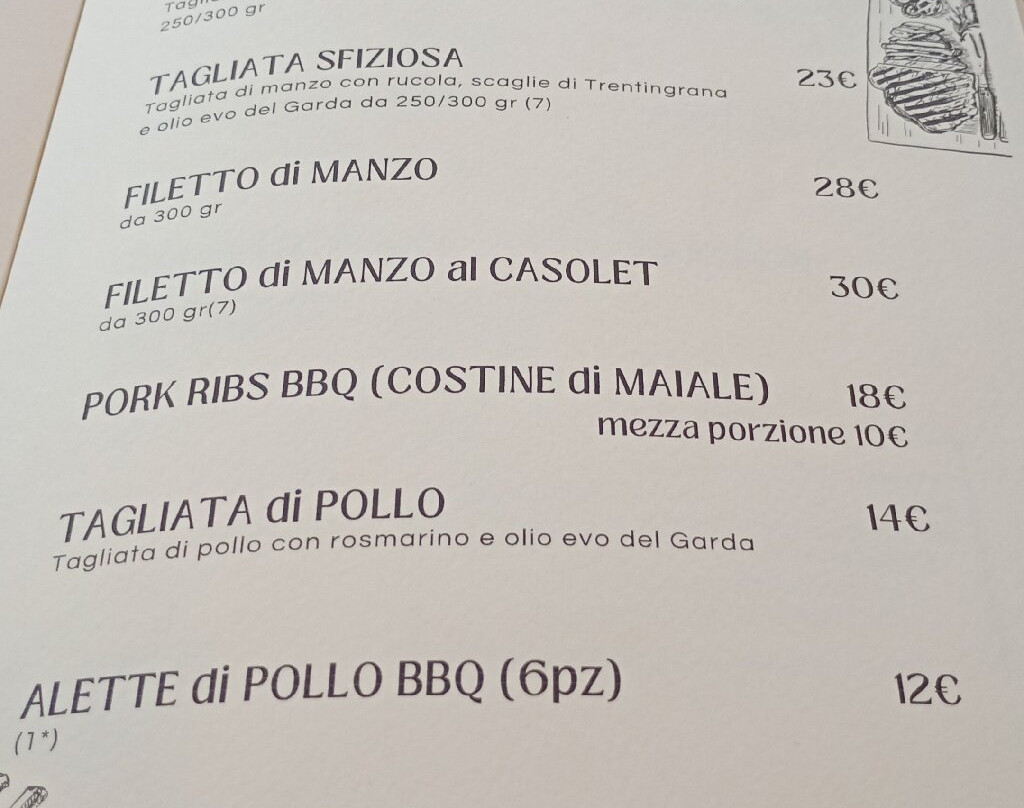 250/300 gr
TAGLIATA SFIZIOSA 23€
Tagliata di manzo con rucola, scaglie di Trentingrana
e olio evo del Garda da 250/300 gr (7)
FILETTO di MANZO 28€
da 300 gr
FILETTO di MANZO al CASOLET 30€
da 300 gr(7)
PORK RIBS BBQ (COSTINE di MAIALE) 18€
mezza porzione 10€
TAGLIATA di POLLO 14€
Tagliata di pollo con rosmarino e olio evo del Garda
ALETTE di POLLO BBQ (6pz) 12€
(1*)